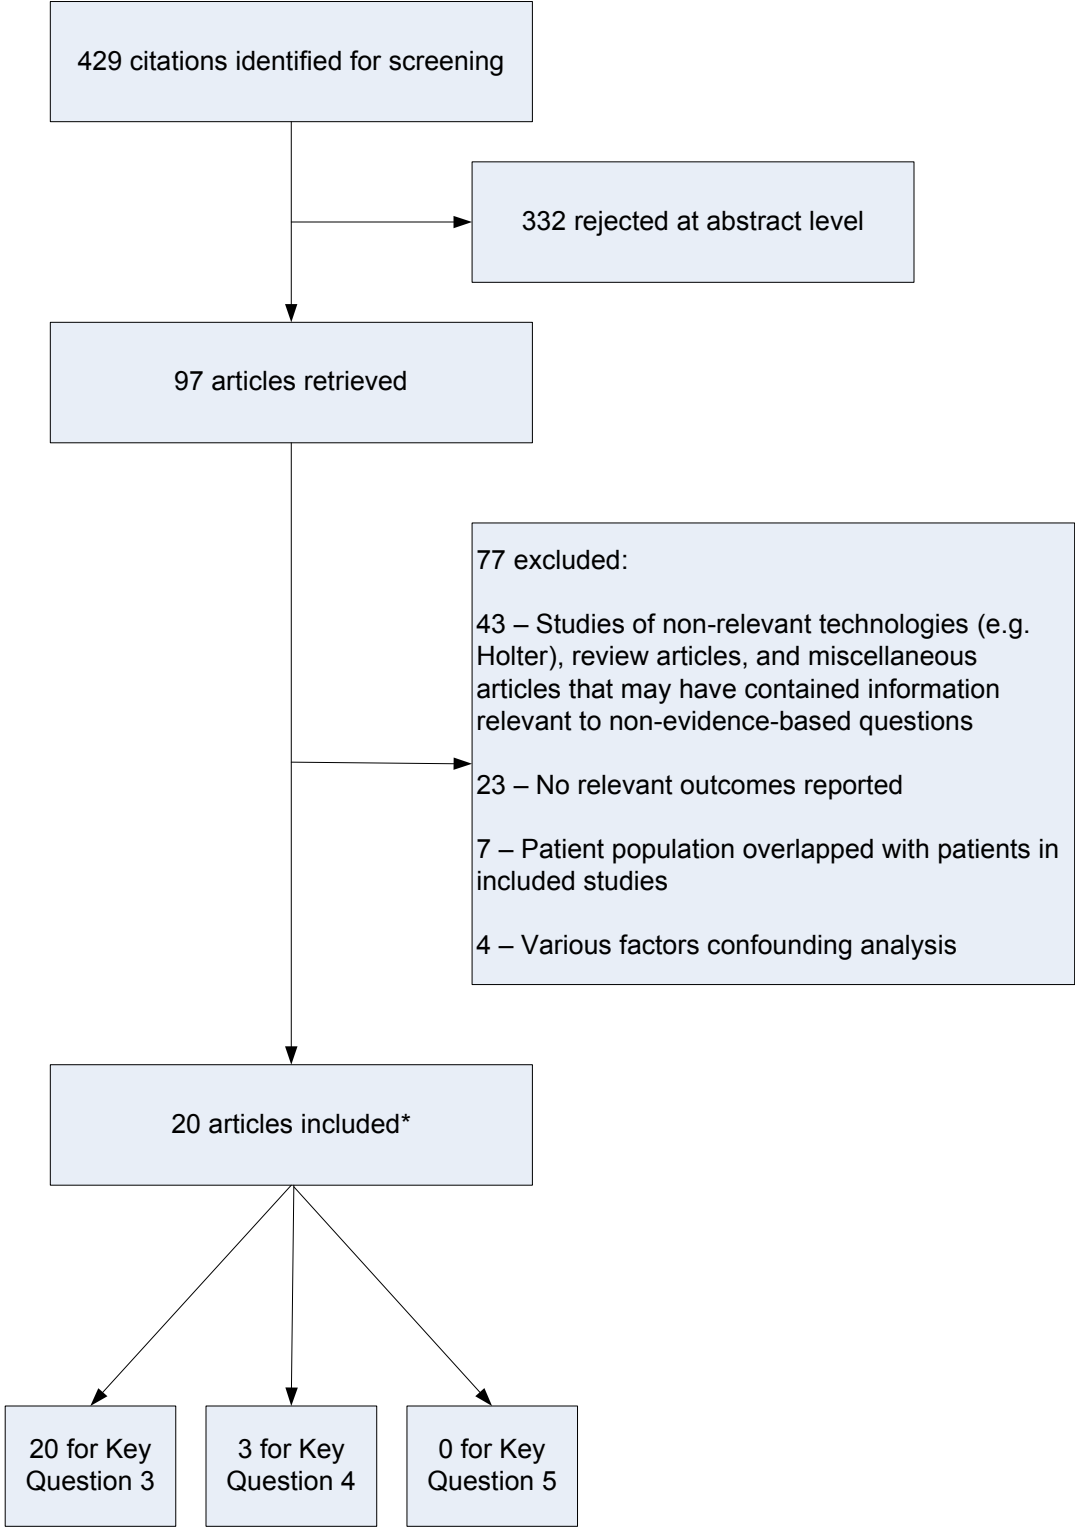 429 citations identified for screening
332 rejected at abstract level
97 articles retrieved
77 excluded:
43 – Studies of non-relevant technologies (e.g.
Holter), review articles, and miscellaneous
articles that may have contained information
relevant to non-evidence-based questions
23 – No relevant outcomes reported
7 – Patient population overlapped with patients in
included studies
4 – Various factors confounding analysis
20 articles included*
20 for Key
Question 3
3 for Key
Question 4
0 for Key
Question 5